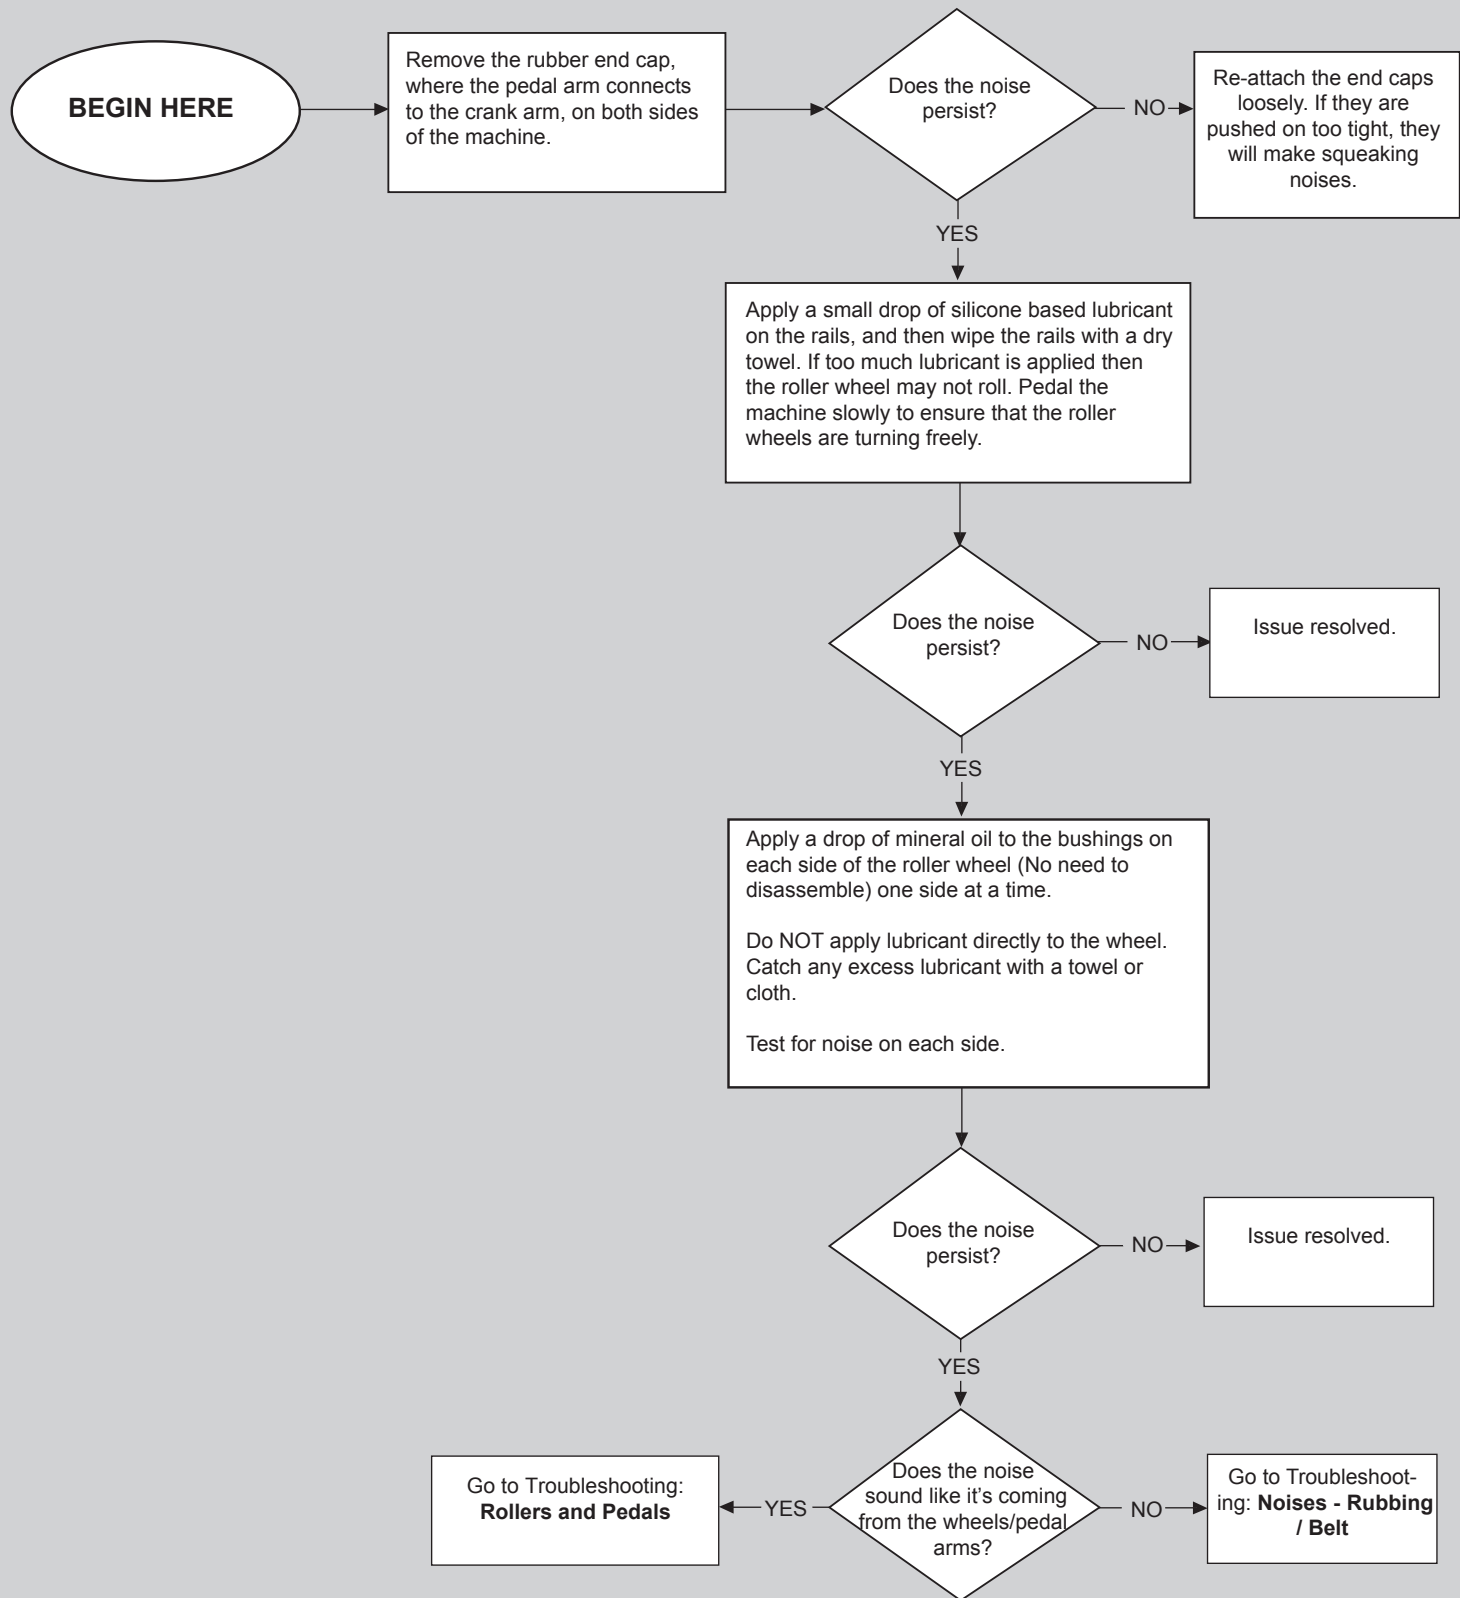 BEGIN HERE
Remove the rubber end cap,
where the pedal arm connects
to the crank arm, on both sides
of the machine.
Does the noise
persist?
NO
Re-attach the end caps
loosely. If they are
pushed on too tight, they
will make squeaking
noises.
YES
Apply a small drop of silicone based lubricant
on the rails, and then wipe the rails with a dry
towel. If too much lubricant is applied then
the roller wheel may not roll. Pedal the
machine slowly to ensure that the roller
wheels are turning freely.
Does the noise
persist?
NO
Issue resolved.
YES
Apply a drop of mineral oil to the bushings on
each side of the roller wheel (No need to
disassemble) one side at a time.
Do NOT apply lubricant directly to the wheel.
Catch any excess lubricant with a towel or
cloth.
Test for noise on each side.
Does the noise
persist?
NO
Issue resolved.
YES
Does the noise
sound like it's coming
from the wheels/pedal
arms?
YES
Go to Troubleshooting:
Rollers and Pedals
NO
Go to Troubleshoot-
ing: Noises - Rubbing
/ Belt